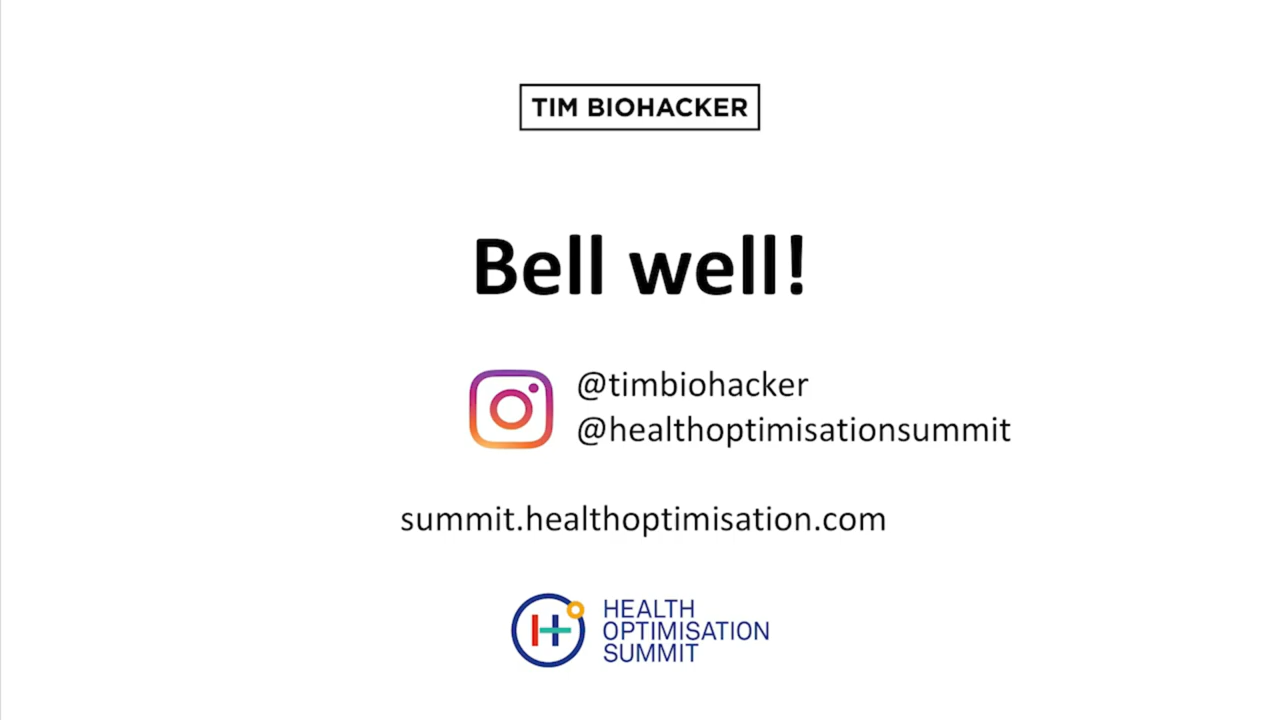 TIM BIOHACKER
Bell well!
@timbiohacker
@healthoptimisationsummit
summit.healthoptimisation.com
HEALTH
OPTIMISATION
SUMMIT